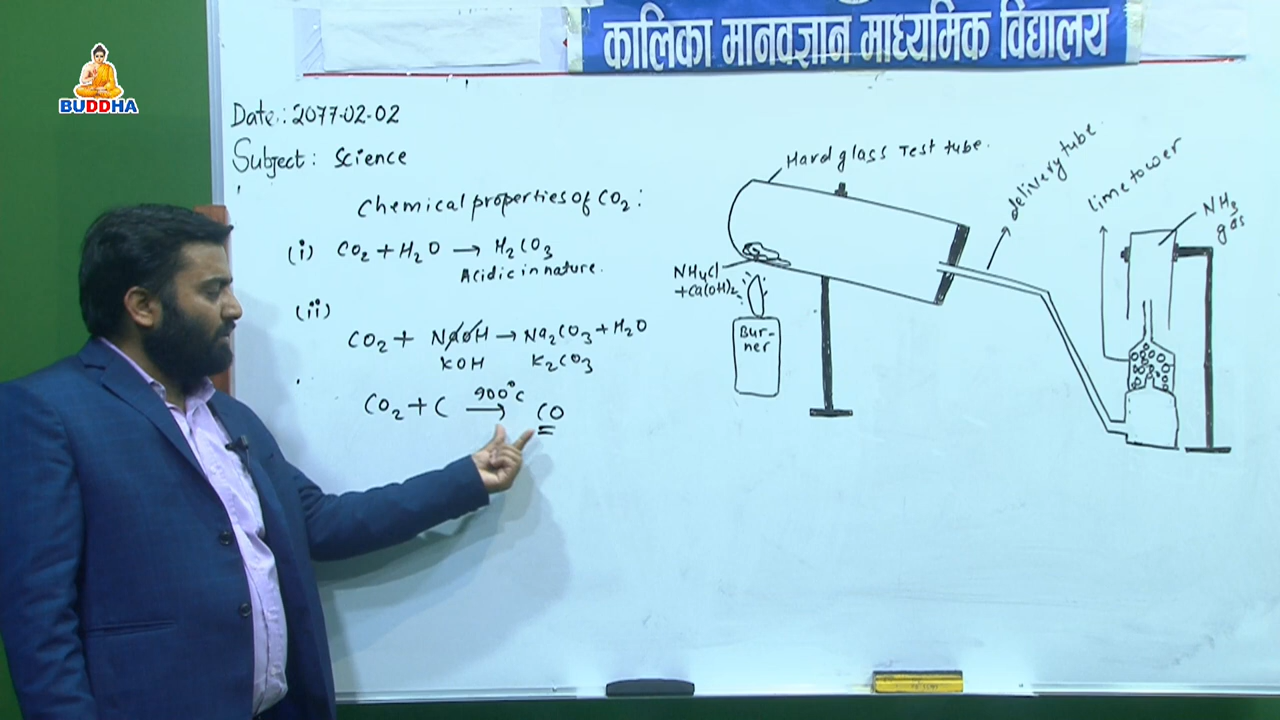 कालिका मानवज्ञान माध्यमिक विद्यालय
BUDDHA
Date: 2077-02-02
Subject: Science
Chemical properties of CO₂:
(i) CO₂ + H₂O → H₂CO₃
Acidic in nature.
(ii)
CO₂ + NaOH → Na₂CO₃ + H₂O
KOH K₂CO₃
900°C
CO₂ + C → CO
Hard glass Test tube.
delivery tube.
lime tower
NH₃
gas
NH₄Cl
+Ca(OH)₂
Bur-
ner